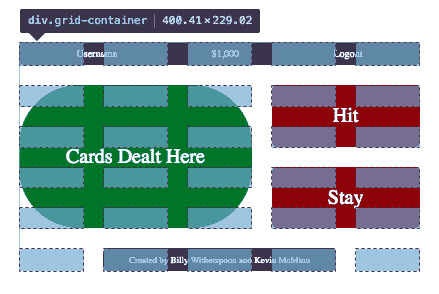 div.grid-container | 400.41×229.02
Username $1,000 Logout
Hit
Cards Dealt Here
Stay
Created by Billy Witherspoon and Kevin McMinn